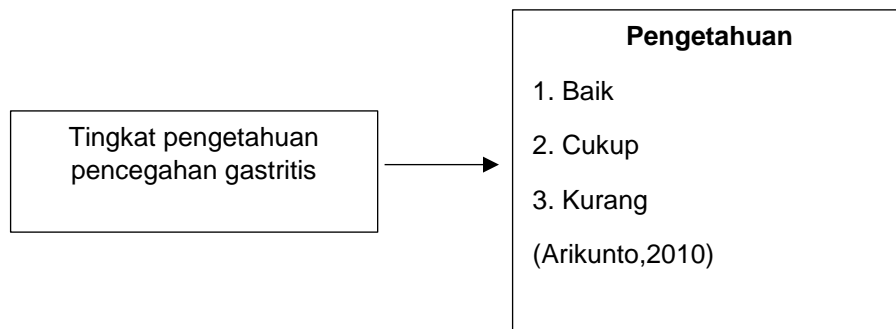 Tingkat pengetahuan
pencegahan gastritis
Pengetahuan
1. Baik
2. Cukup
3. Kurang
(Arikunto,2010)